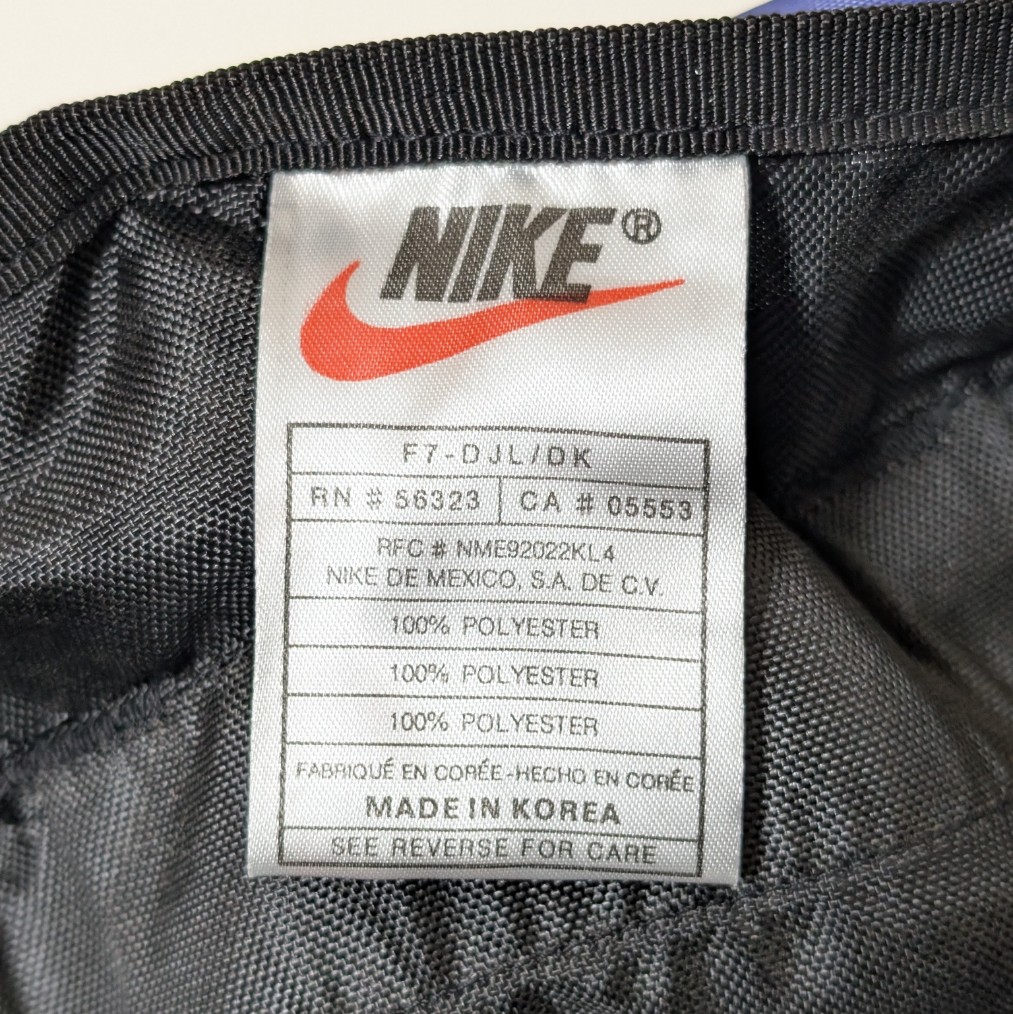 NIKE®
F7-DJL/DK
RN # 56323 CA # 05553
RFC # NME92022KL4
NIKE DE MEXICO, S.A. DE C.V.
100% POLYESTER
100% POLYESTER
100% POLYESTER
FABRIQUÉ EN CORÉE-HECHO EN CORÉE
MADE IN KOREA
SEE REVERSE FOR CARE